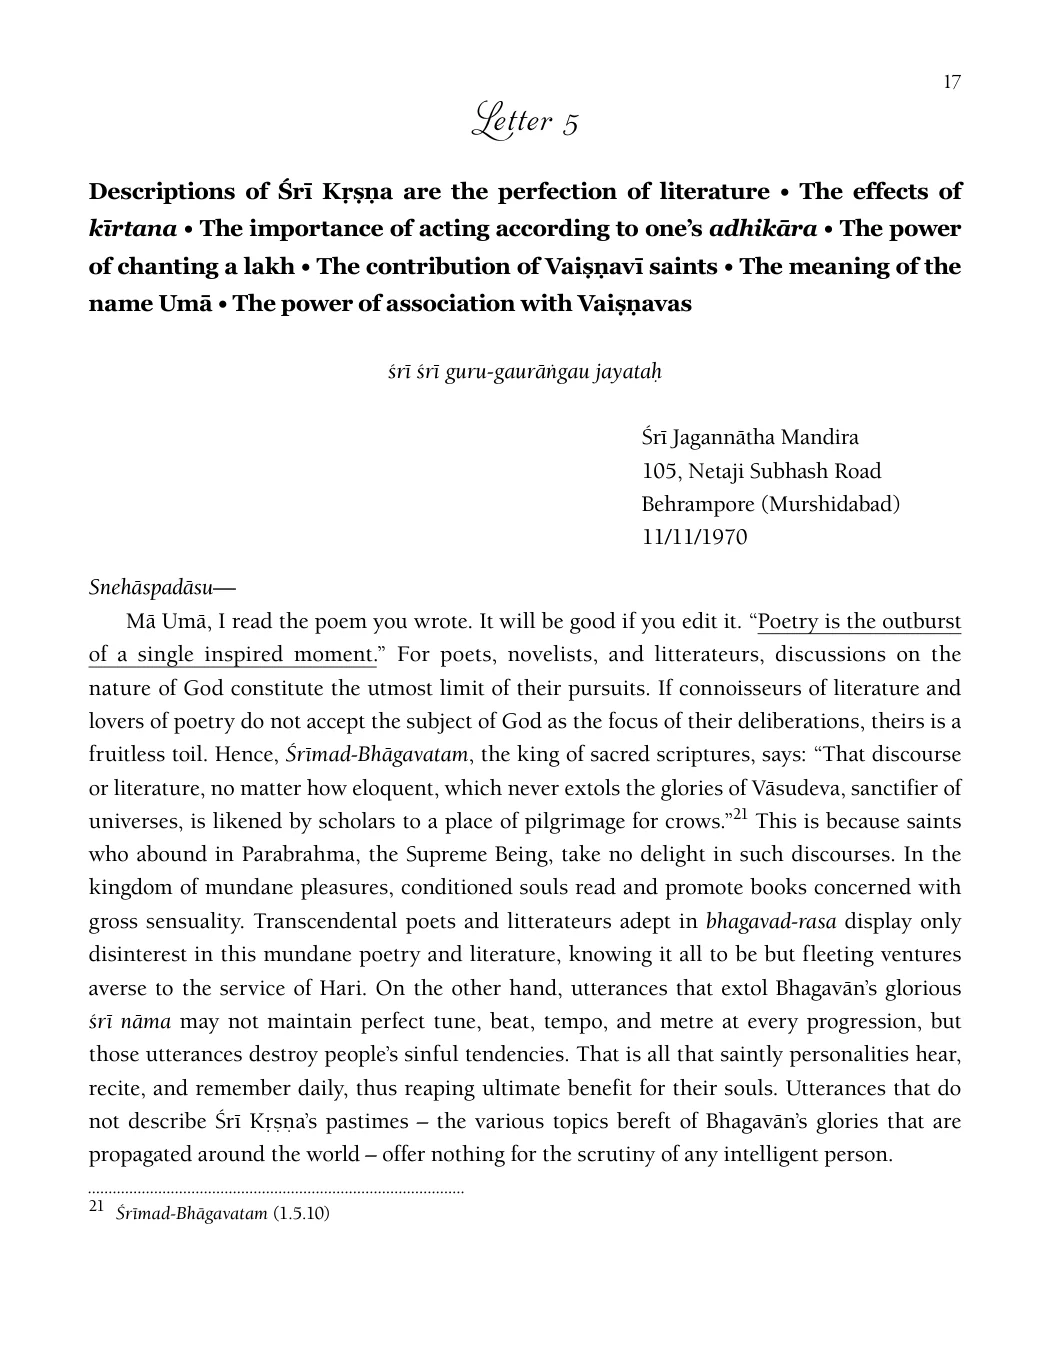 17
Letter 5
Descriptions of Śrī Kṛṣṇa are the perfection of literature • The effects of
kīrtana • The importance of acting according to one’s adhikāra • The power
of chanting a lakh • The contribution of Vaiṣṇavī saints • The meaning of the
name Umā • The power of association with Vaiṣṇavas
śrī śrī guru-gaurāṅgau jayataḥ
Śrī Jagannātha Mandira
105, Netaji Subhash Road
Behrampore (Murshidabad)
11/11/1970
Snehāspadāsu—
Mā Umā, I read the poem you wrote. It will be good if you edit it. “Poetry is the outburst
of a single inspired moment.” For poets, novelists, and litterateurs, discussions on the
nature of God constitute the utmost limit of their pursuits. If connoisseurs of literature and
lovers of poetry do not accept the subject of God as the focus of their deliberations, theirs is a
fruitless toil. Hence, Śrīmad-Bhāgavatam, the king of sacred scriptures, says: “That discourse
or literature, no matter how eloquent, which never extols the glories of Vāsudeva, sanctifier of
universes, is likened by scholars to a place of pilgrimage for crows.”21 This is because saints
who abound in Parabrahma, the Supreme Being, take no delight in such discourses. In the
kingdom of mundane pleasures, conditioned souls read and promote books concerned with
gross sensuality. Transcendental poets and litterateurs adept in bhagavad-rasa display only
disinterest in this mundane poetry and literature, knowing it all to be but fleeting ventures
averse to the service of Hari. On the other hand, utterances that extol Bhagavān’s glorious
śrī nāma may not maintain perfect tune, beat, tempo, and metre at every progression, but
those utterances destroy people’s sinful tendencies. That is all that saintly personalities hear,
recite, and remember daily, thus reaping ultimate benefit for their souls. Utterances that do
not describe Śrī Kṛṣṇa’s pastimes – the various topics bereft of Bhagavān’s glories that are
propagated around the world – offer nothing for the scrutiny of any intelligent person.
21 Śrīmad-Bhāgavatam (1.5.10)